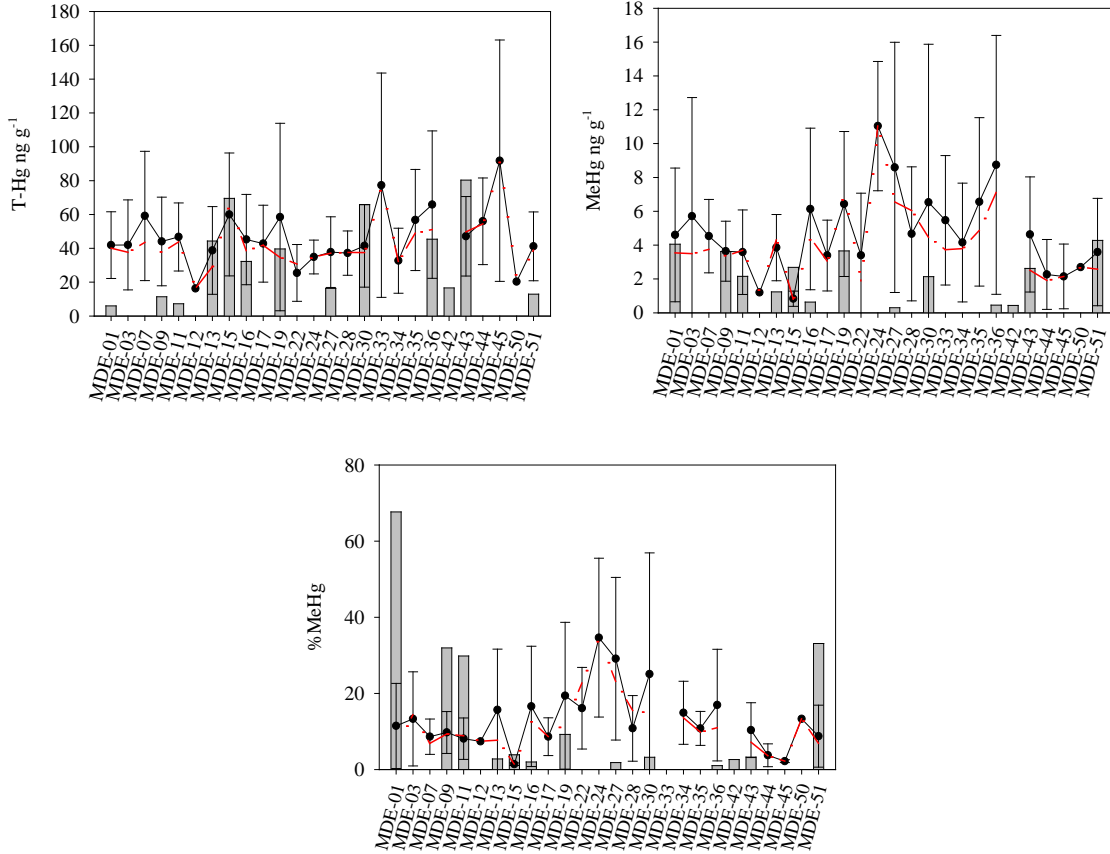 T-Hg ng g⁻¹
180
160
140
120
100
80
60
40
20
0
MDE-01
MDE-03
MDE-07
MDE-09
MDE-11
MDE-12
MDE-13
MDE-15
MDE-16
MDE-17
MDE-19
MDE-22
MDE-24
MDE-27
MDE-28
MDE-30
MDE-33
MDE-34
MDE-35
MDE-36
MDE-42
MDE-43
MDE-44
MDE-45
MDE-50
MDE-51
MeHg ng g⁻¹
18
16
14
12
10
8
6
4
2
0
MDE-01
MDE-03
MDE-07
MDE-09
MDE-11
MDE-12
MDE-13
MDE-15
MDE-16
MDE-17
MDE-19
MDE-22
MDE-24
MDE-27
MDE-28
MDE-30
MDE-33
MDE-34
MDE-35
MDE-36
MDE-42
MDE-43
MDE-44
MDE-45
MDE-50
MDE-51
%MeHg
80
60
40
20
0
MDE-01
MDE-03
MDE-07
MDE-09
MDE-11
MDE-12
MDE-13
MDE-15
MDE-16
MDE-17
MDE-19
MDE-22
MDE-24
MDE-27
MDE-28
MDE-30
MDE-33
MDE-34
MDE-35
MDE-36
MDE-42
MDE-43
MDE-44
MDE-45
MDE-50
MDE-51